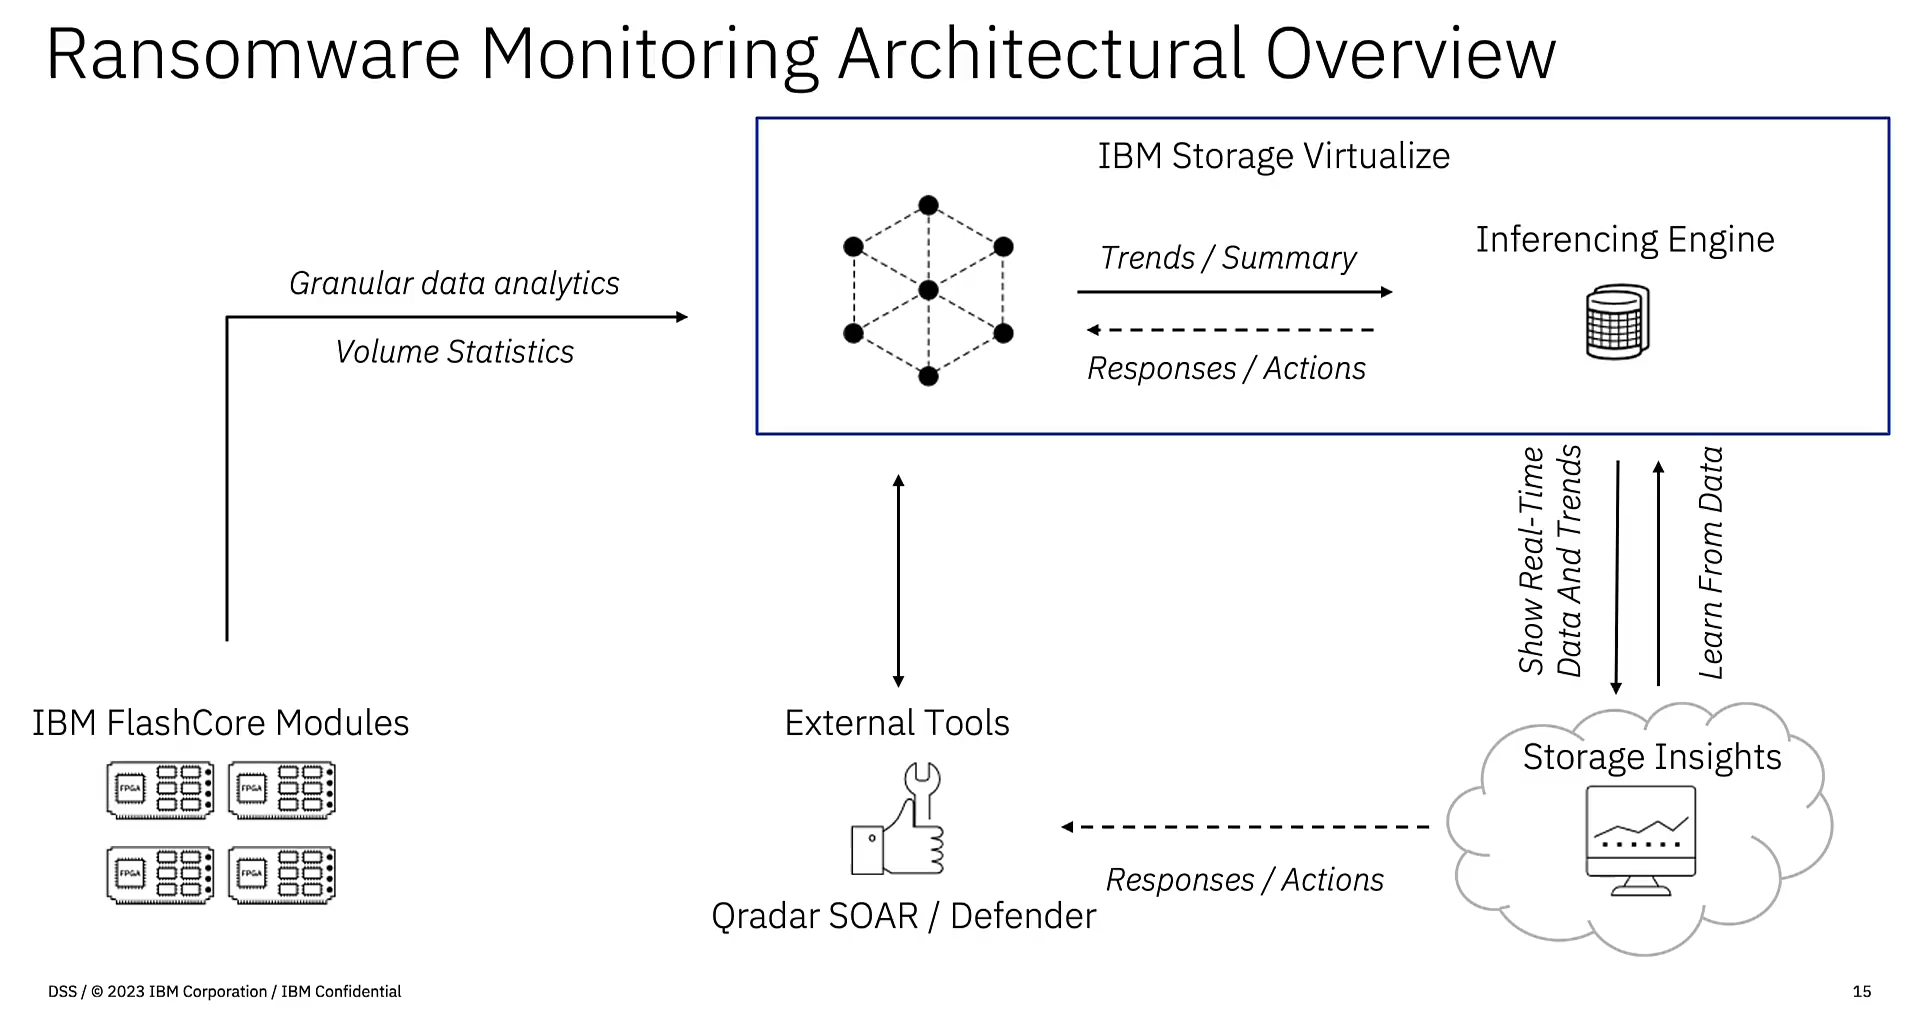 Ransomware Monitoring Architectural Overview
IBM Storage Virtualize
Inferencing Engine
Trends / Summary
Responses / Actions
Granular data analytics
Volume Statistics
Show Real-Time
Data And Trends
Learn From Data
IBM FlashCore Modules
FPGA
FPGA
FPGA
FPGA
External Tools
Qradar SOAR / Defender
Responses / Actions
Storage Insights
DSS / © 2023 IBM Corporation / IBM Confidential
15